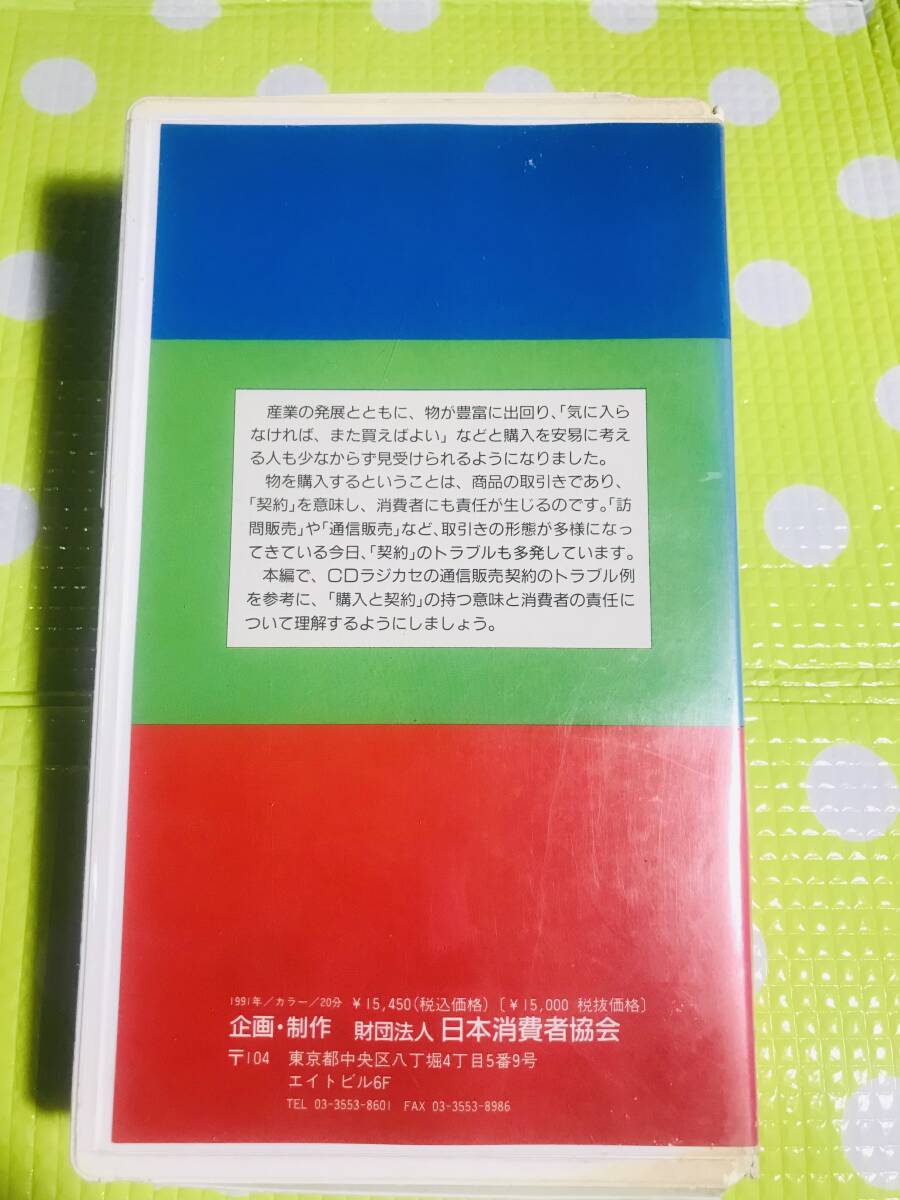 産業の発展とともに、物が豊富に出回り、「気に入ら
なければ、また買えばよい」などと購入を安易に考え
る人も少なからず見受けられるようになりました。
物を購入するということは、商品の取引きであり、
「契約」を意味し、消費者にも責任が生じるのです。「訪
問販売」や「通信販売」など、取引きの形態が多様になっ
てきている今日、「契約」のトラブルも多発しています。
本編で、CDラジカセの通信販売契約のトラブル例
を参考に、「購入と契約」の持つ意味と消費者の責任に
ついて理解するようにしましょう。
1991年/カラー/20分 ¥15,450(税込価格)〔¥15,000 税抜価格〕
企画・制作 財団法人 日本消費者協会
〒104 東京都中央区八丁堀4丁目5番9号
エイトビル6F
TEL 03-3553-8601 FAX 03-3553-8986